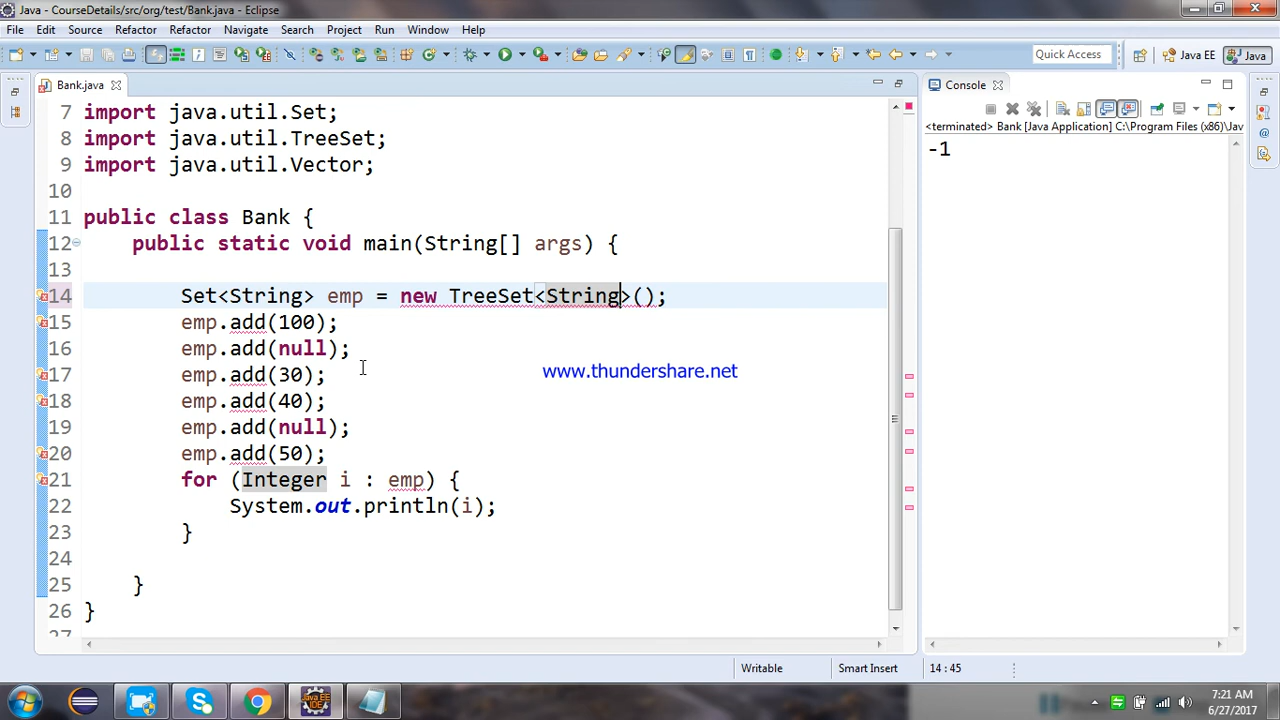 Java - CourseDetails/src/org/test/Bank.java - Eclipse
File Edit Source Refactor Refactor Navigate Search Project Run Window Help
Quick Access Java EE Java
Bank.java
7 import java.util.Set;
8 import java.util.TreeSet;
9 import java.util.Vector;
10
11 public class Bank {
12 public static void main(String[] args) {
13
14 Set<String> emp = new TreeSet<String>();
15 emp.add(100);
16 emp.add(null);
17 emp.add(30);
18 emp.add(40);
19 emp.add(null);
20 emp.add(50);
21 for (Integer i : emp) {
22 System.out.println(i);
23 }
24
25 }
26 }
27
www.thundershare.net
Console
<terminated> Bank [Java Application] C:\Program Files (x86)\Jav
-1
Writable Smart Insert 14 : 45
Java EE IDE
7:21 AM
6/27/2017